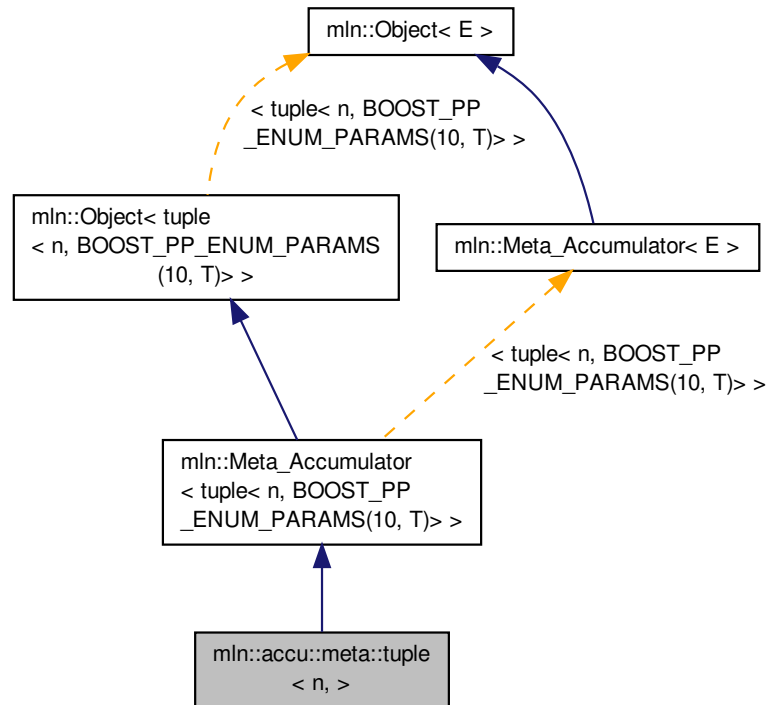 mln::Object< E >
< tuple< n, BOOST_PP
_ENUM_PARAMS(10, T)> >
mln::Object< tuple
< n, BOOST_PP_ENUM_PARAMS
(10, T)> >
mln::Meta_Accumulator< E >
< tuple< n, BOOST_PP
_ENUM_PARAMS(10, T)> >
mln::Meta_Accumulator
< tuple< n, BOOST_PP
_ENUM_PARAMS(10, T)> >
mln::accu::meta::tuple
< n, >